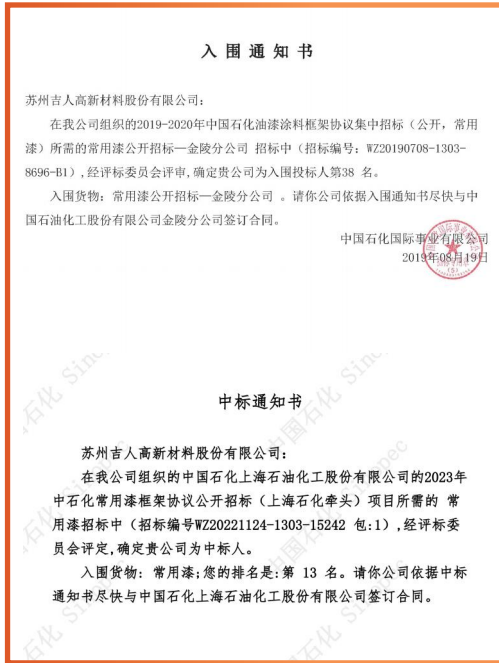 入围通知书
苏州吉人高新材料股份有限公司：
在我公司组织的2019-2020年中国石化油漆涂料框架协议集中招标（公开，常用
漆）所需的常用漆公开招标—金陵分公司 招标中（招标编号：WZ20190708-1303-
8696-B1），经评标委员会评审,确定贵公司为入围投标人第38 名。
入围货物：常用漆公开招标—金陵分公司 。请你公司依据入围通知书尽快与中
国石油化工股份有限公司金陵分公司签订合同。
中国石化国际事业有限公司
2019年08月19日
中标通知书
苏州吉人高新材料股份有限公司：
在我公司组织的中国石化上海石油化工股份有限公司的2023年
中石化常用漆框架协议公开招标（上海石化牵头）项目所需的 常
用漆招标中（招标编号WZ20221124-1303-15242 包:1）,经评标委
员会评定,确定贵公司为中标人。
入围货物: 常用漆;您的排名是:第 13 名。请你公司依据中标
通知书尽快与中国石化上海石油化工股份有限公司签订合同。
中国石化 Sinopec